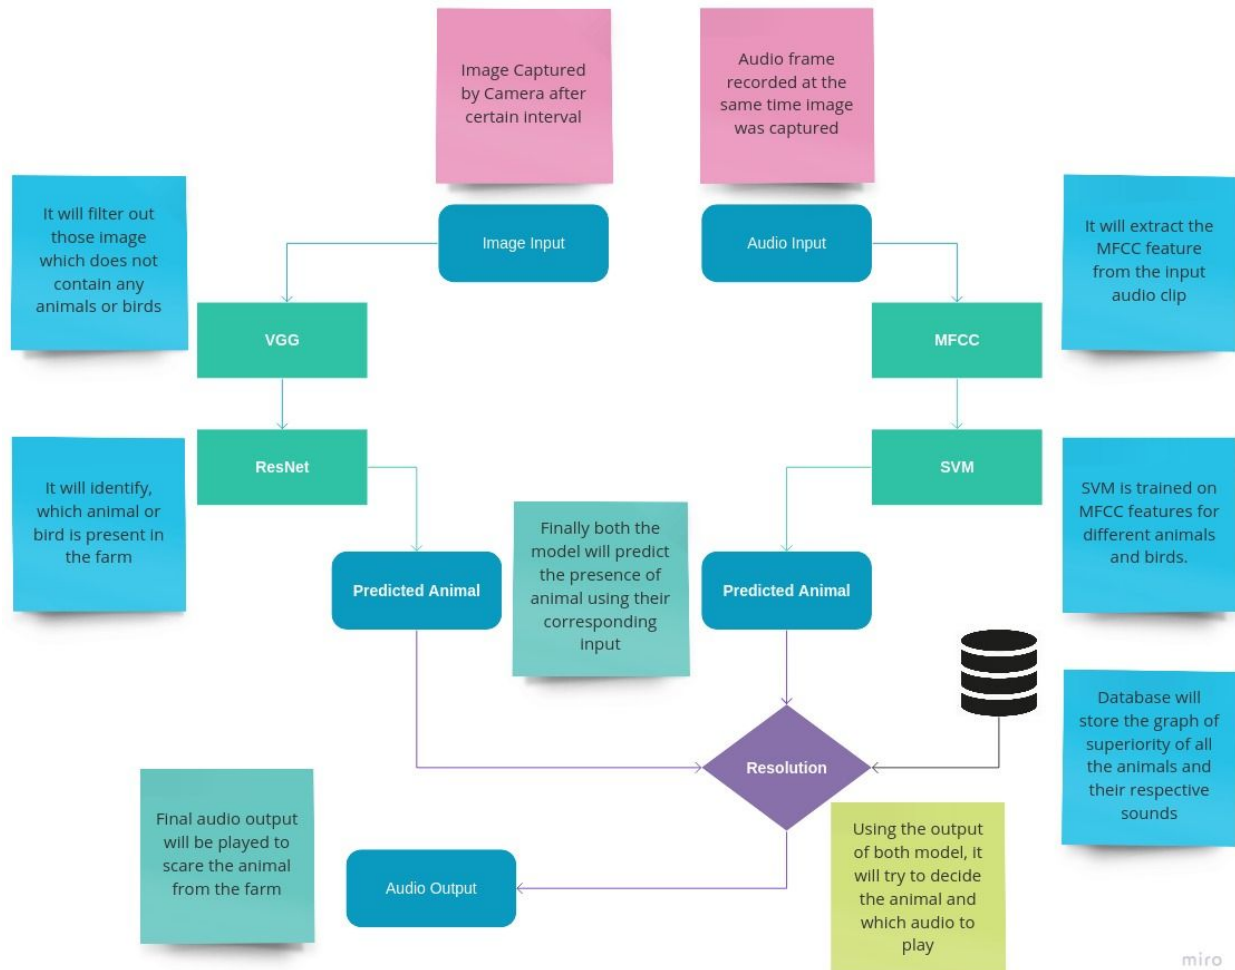 Image Captured
by Camera after
certain interval
Audio frame
recorded at the
same time image
was captured
It will filter out
those image
which does not
contain any
animals or birds
Image Input
Audio Input
It will extract the
MFCC feature
from the input
audio clip
VGG
MFCC
ResNet
SVM
It will identify,
which animal or
bird is present in
the farm
Finally both the
model will predict
the presence of
animal using their
corresponding
input
SVM is trained on
MFCC features for
different animals
and birds.
Predicted Animal
Predicted Animal
Database will
store the graph of
superiority of all
the animals and
their respective
sounds
Resolution
Final audio output
will be played to
scare the animal
from the farm
Audio Output
Using the output
of both model, it
will try to decide
the animal and
which audio to
play
miro